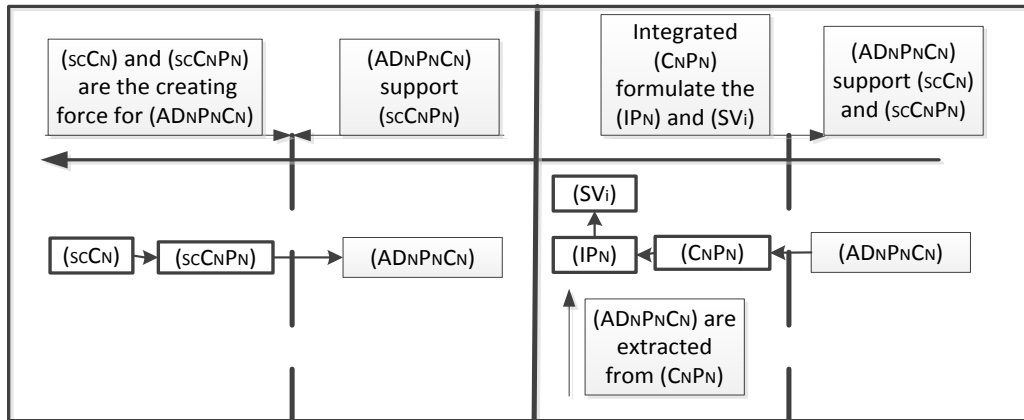 (scCN) and (scCNPN)
are the creating
force for (ADNPNCN)
(ADNPNCN)
support
(scCNPN)
Integrated
(CNPN)
formulate the
(IPN) and (SVi)
(ADNPNCN)
support (scCN)
and (scCNPN)
(SVi)
(scCN)
(scCNPN)
(ADNPNCN)
(IPN)
(CNPN)
(ADNPNCN)
(ADNPNCN) are
extracted
from (CNPN)